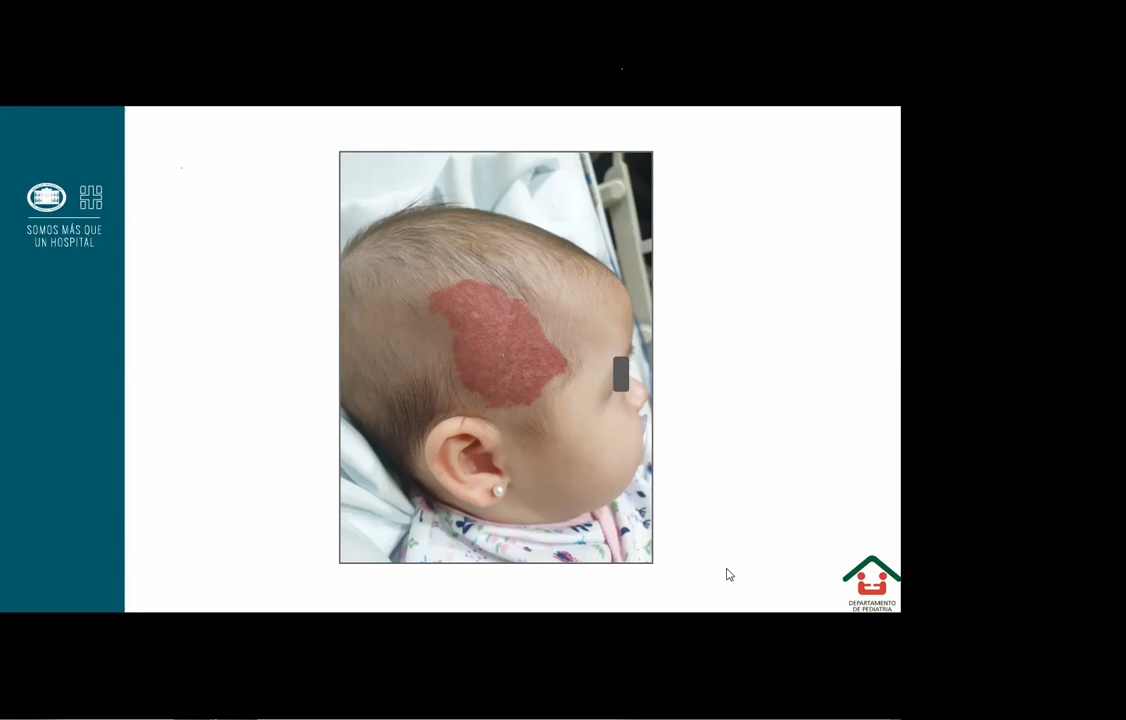 SOMOS MÁS QUE
UN HOSPITAL
DEPARTAMENTO
DE PEDIATRIA